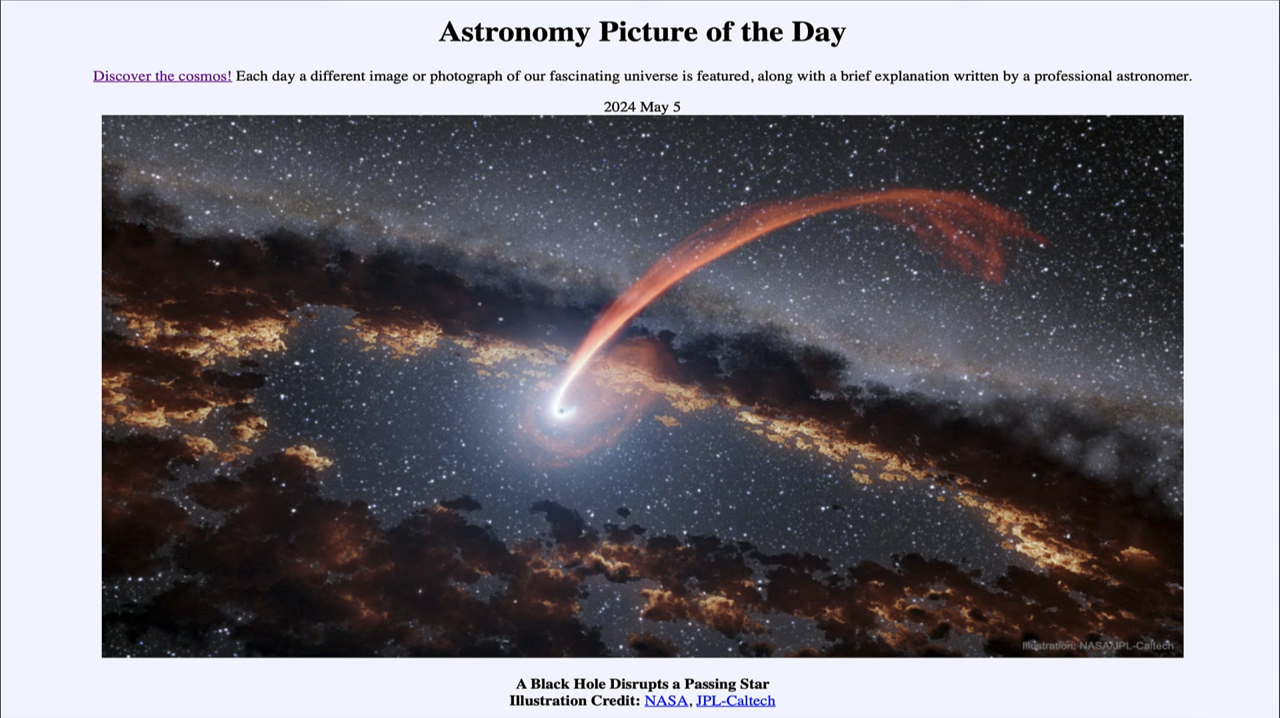 Astronomy Picture of the Day
Discover the cosmos! Each day a different image or photograph of our fascinating universe is featured, along with a brief explanation written by a professional astronomer.
2024 May 5
Illustration: NASA/JPL-Caltech
A Black Hole Disrupts a Passing Star
Illustration Credit: NASA, JPL-Caltech